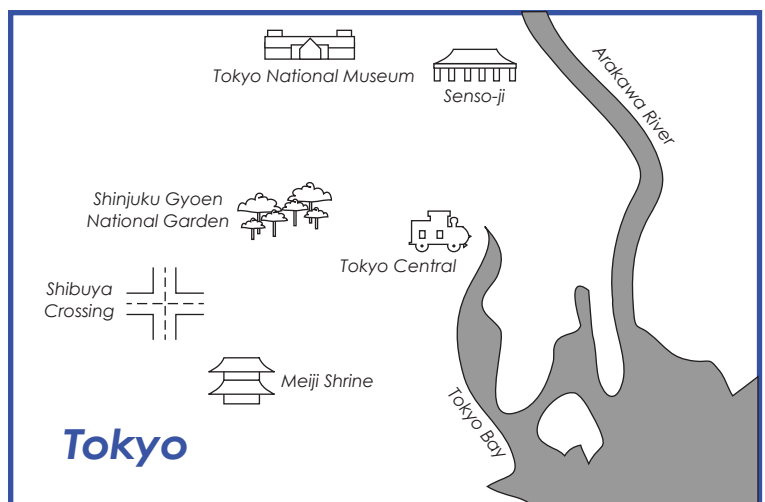 Tokyo National Museum
Senso-ji
Arakawa River
Shinjuku Gyoen
National Garden
Tokyo Central
Shibuya
Crossing
Meiji Shrine
Tokyo Bay
Tokyo